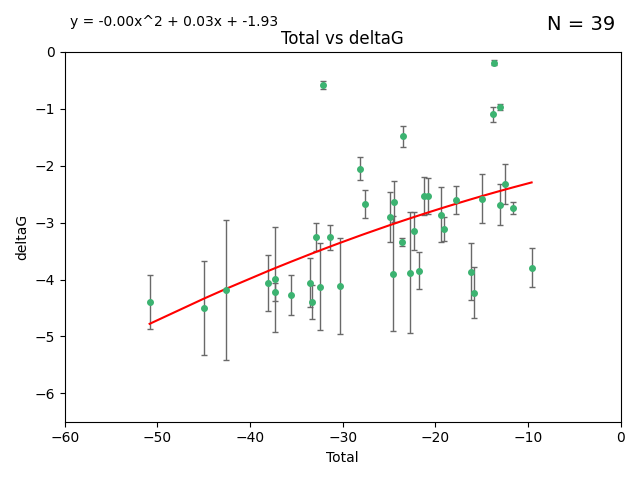 y = -0.00x^2 + 0.03x + -1.93
N = 39
Total vs deltaG
0
−1
−2
−3
−4
−5
−6
deltaG
−60 −50 −40 −30 −20 −10 0
Total